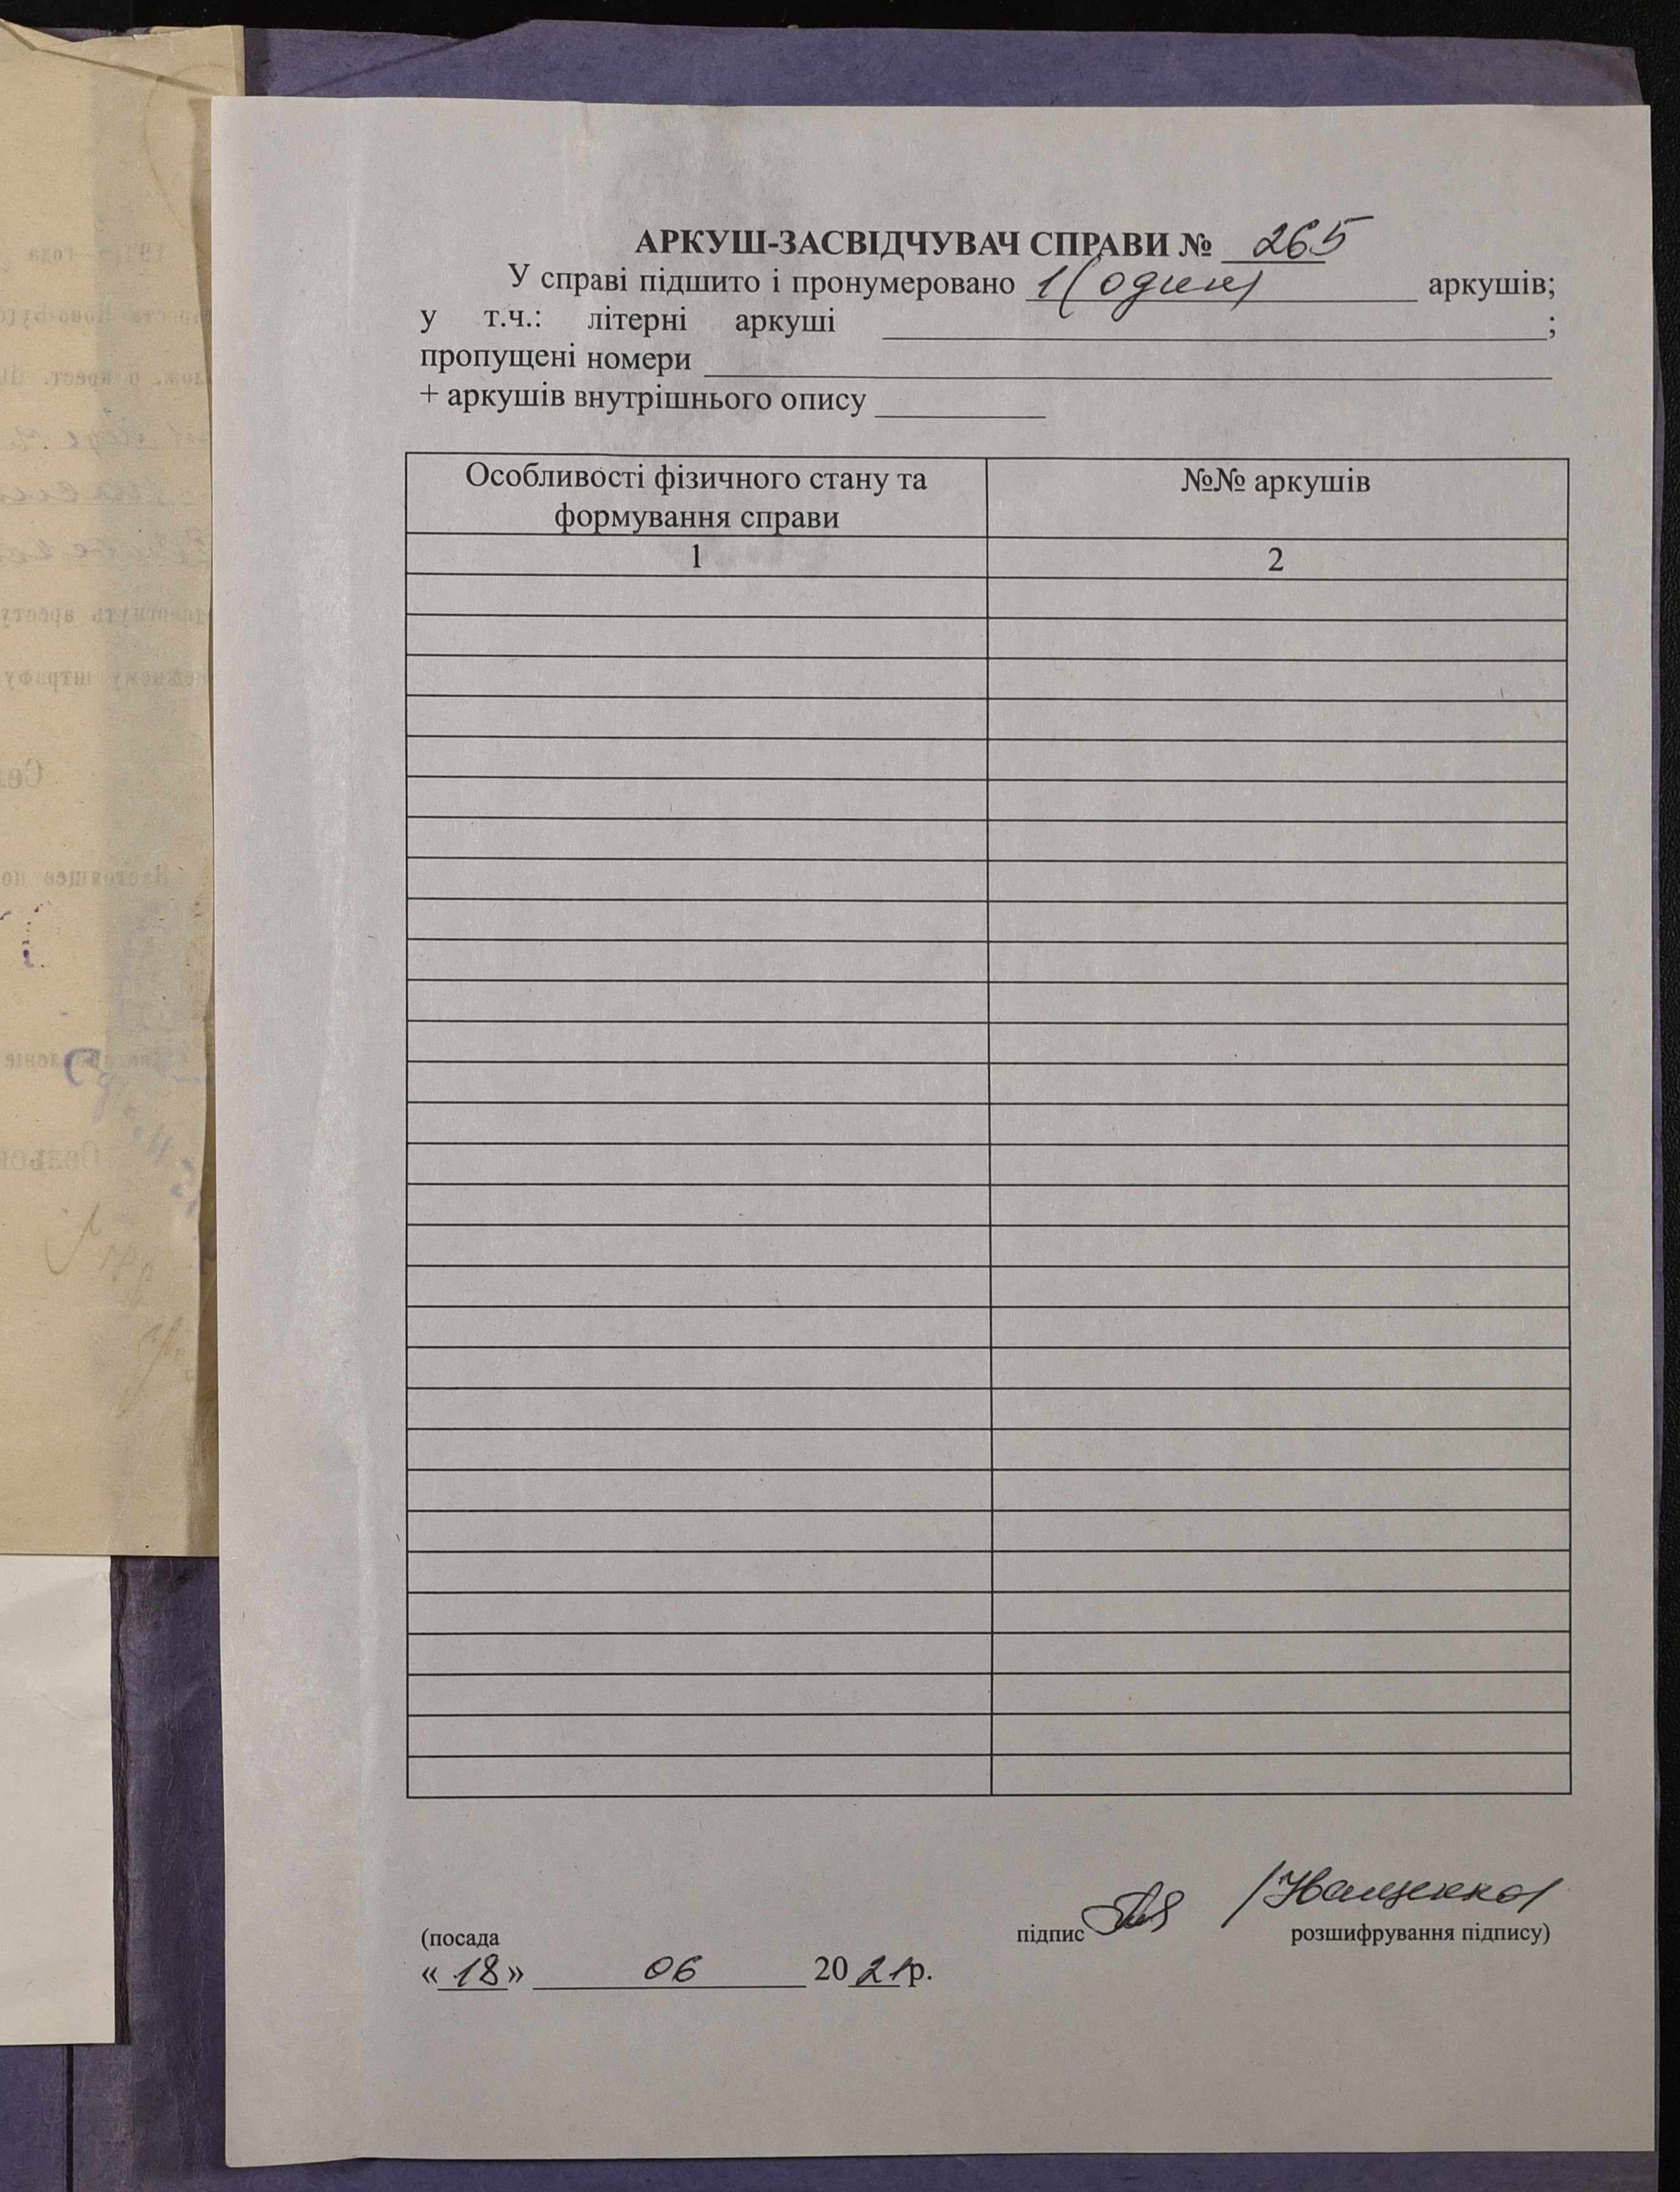 АРКУШ-ЗАСВІДЧУВАЧ СПРАВИ № 265
У справі підшито і пронумеровано 1 (один) аркушів;
у т.ч.: літерні аркуші ;
пропущені номери
+ аркушів внутрішнього опису
Особливості фізичного стану та формування справи
№№ аркушів
1
2
/Іващенко/
(посада
підпис
розшифрування підпису)
«18» 06 2021р.